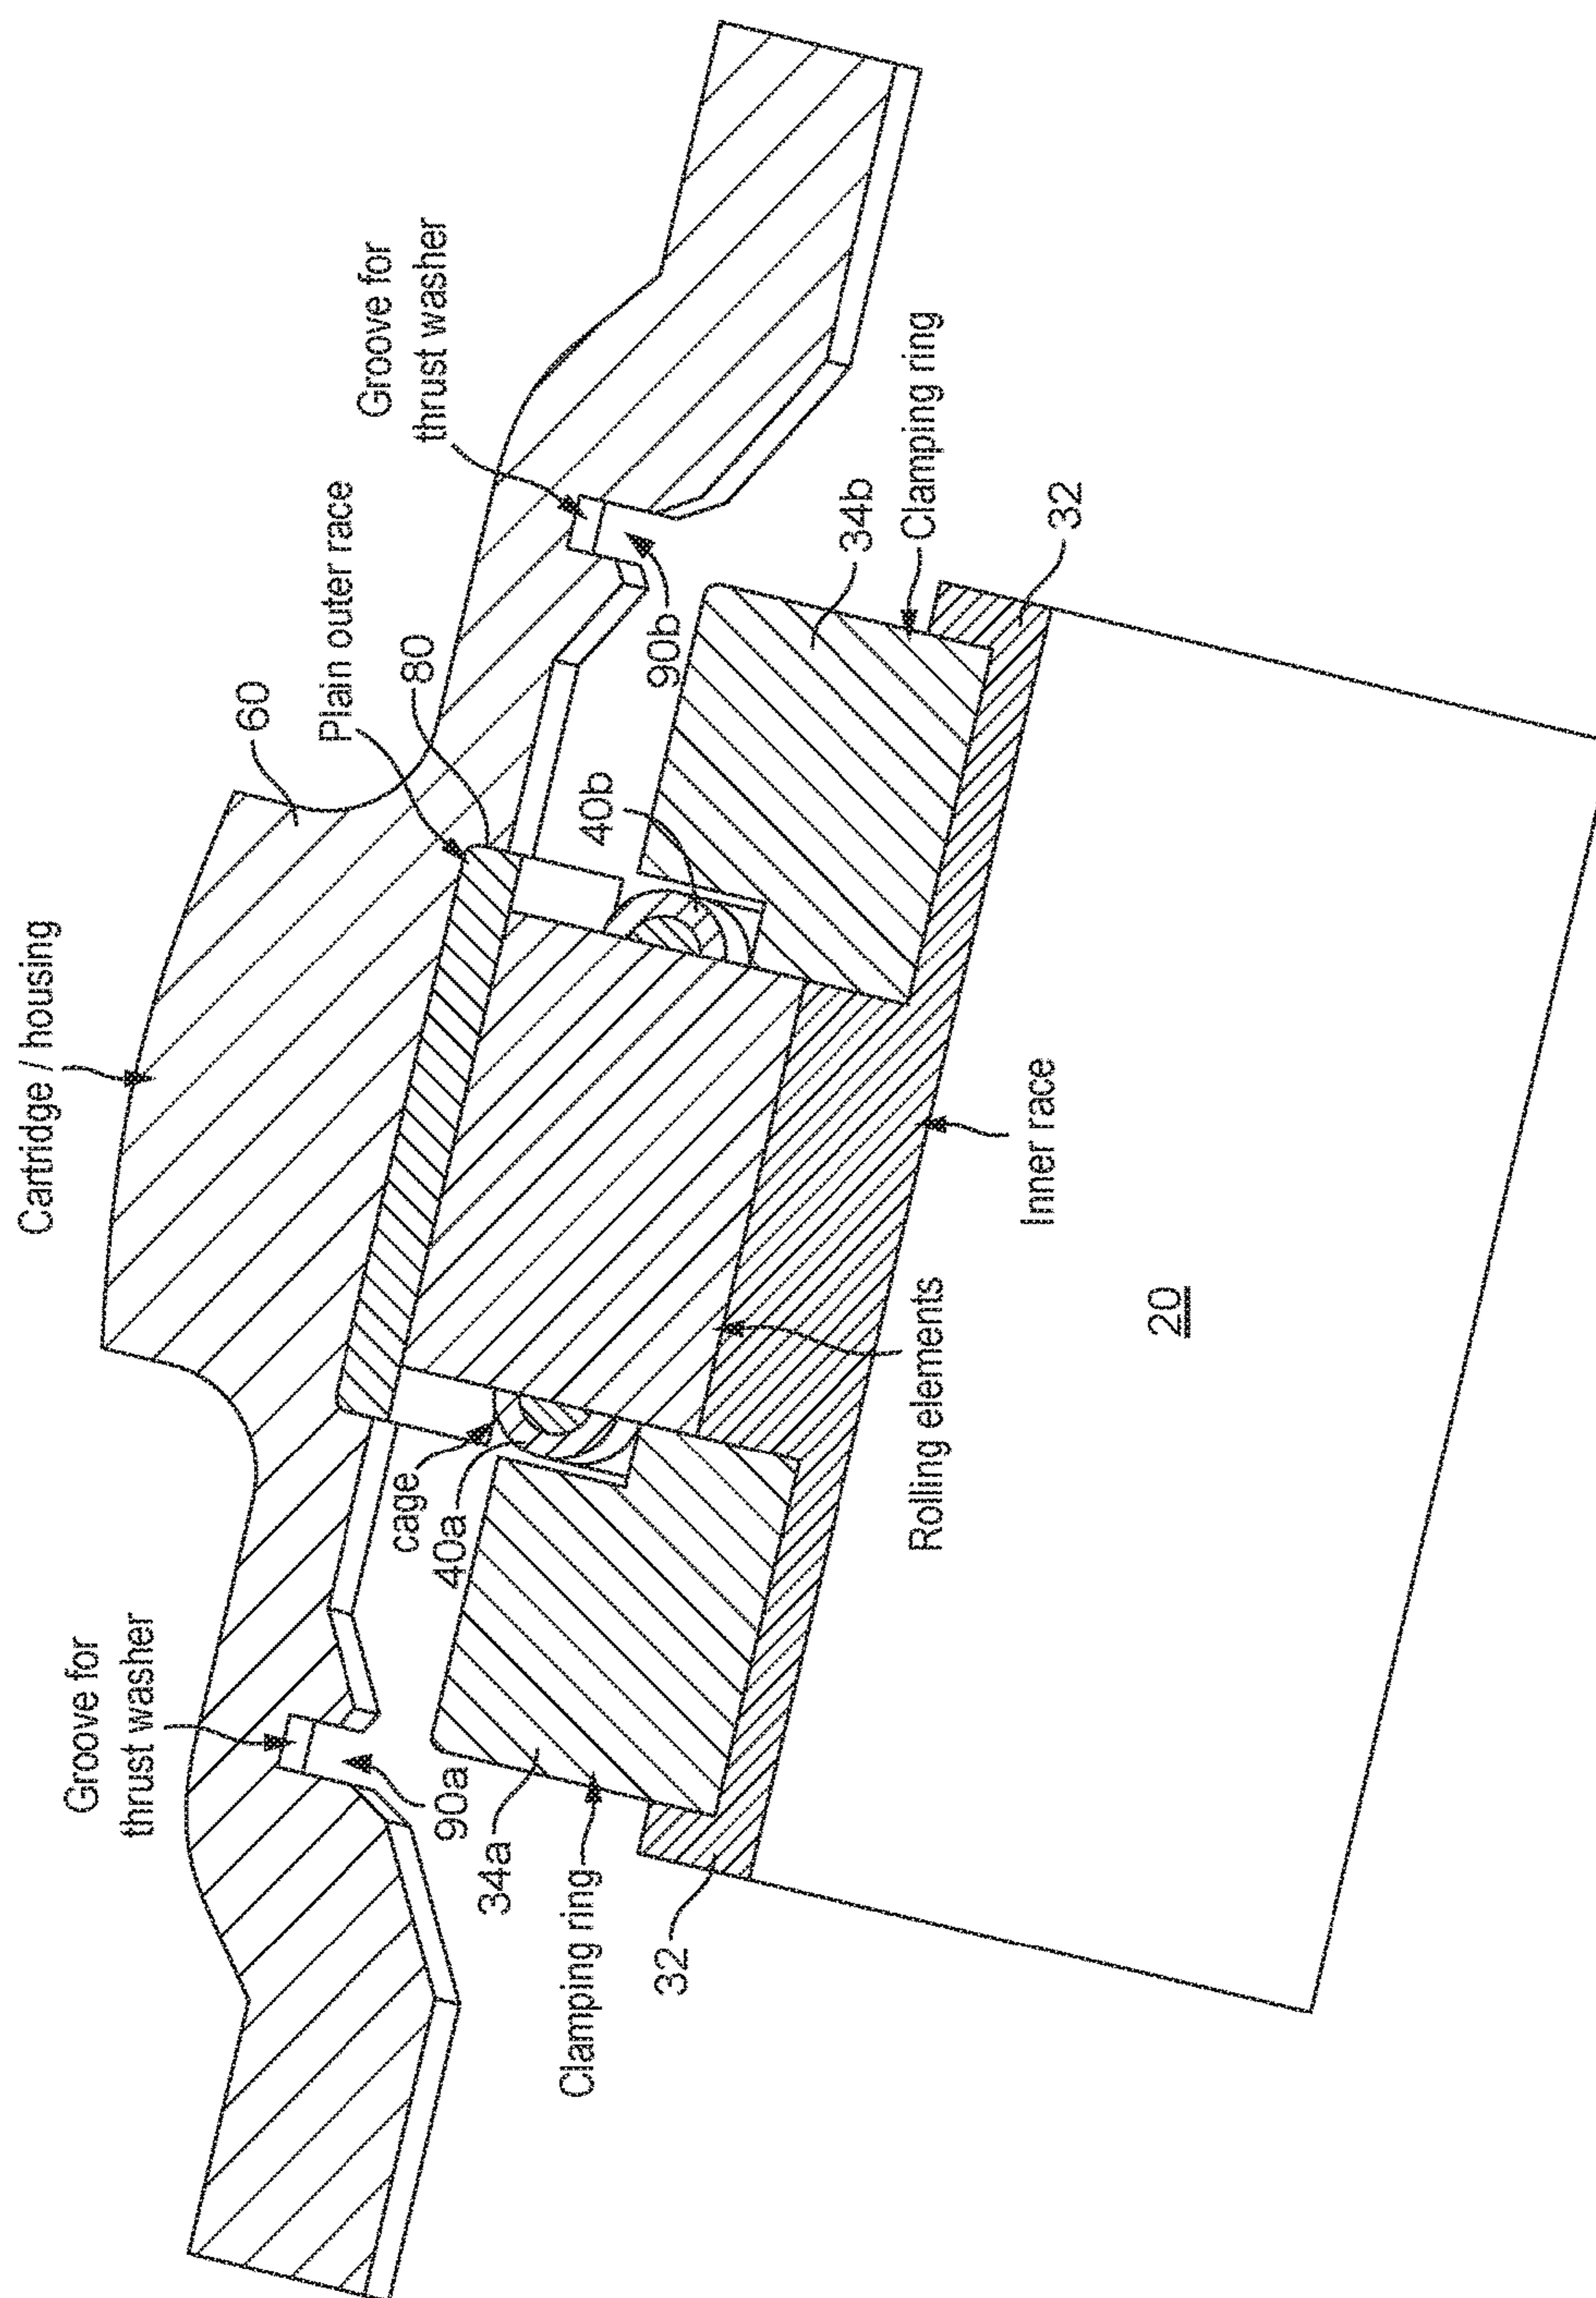 Cartridge / housing
60
Plain outer race
80
Groove for
thrust washer
90b
40b
34b
Clamping ring
32
Groove for
thrust washer
90a
cage
40a
34a
Clamping ring
32
Rolling elements
Inner race
20